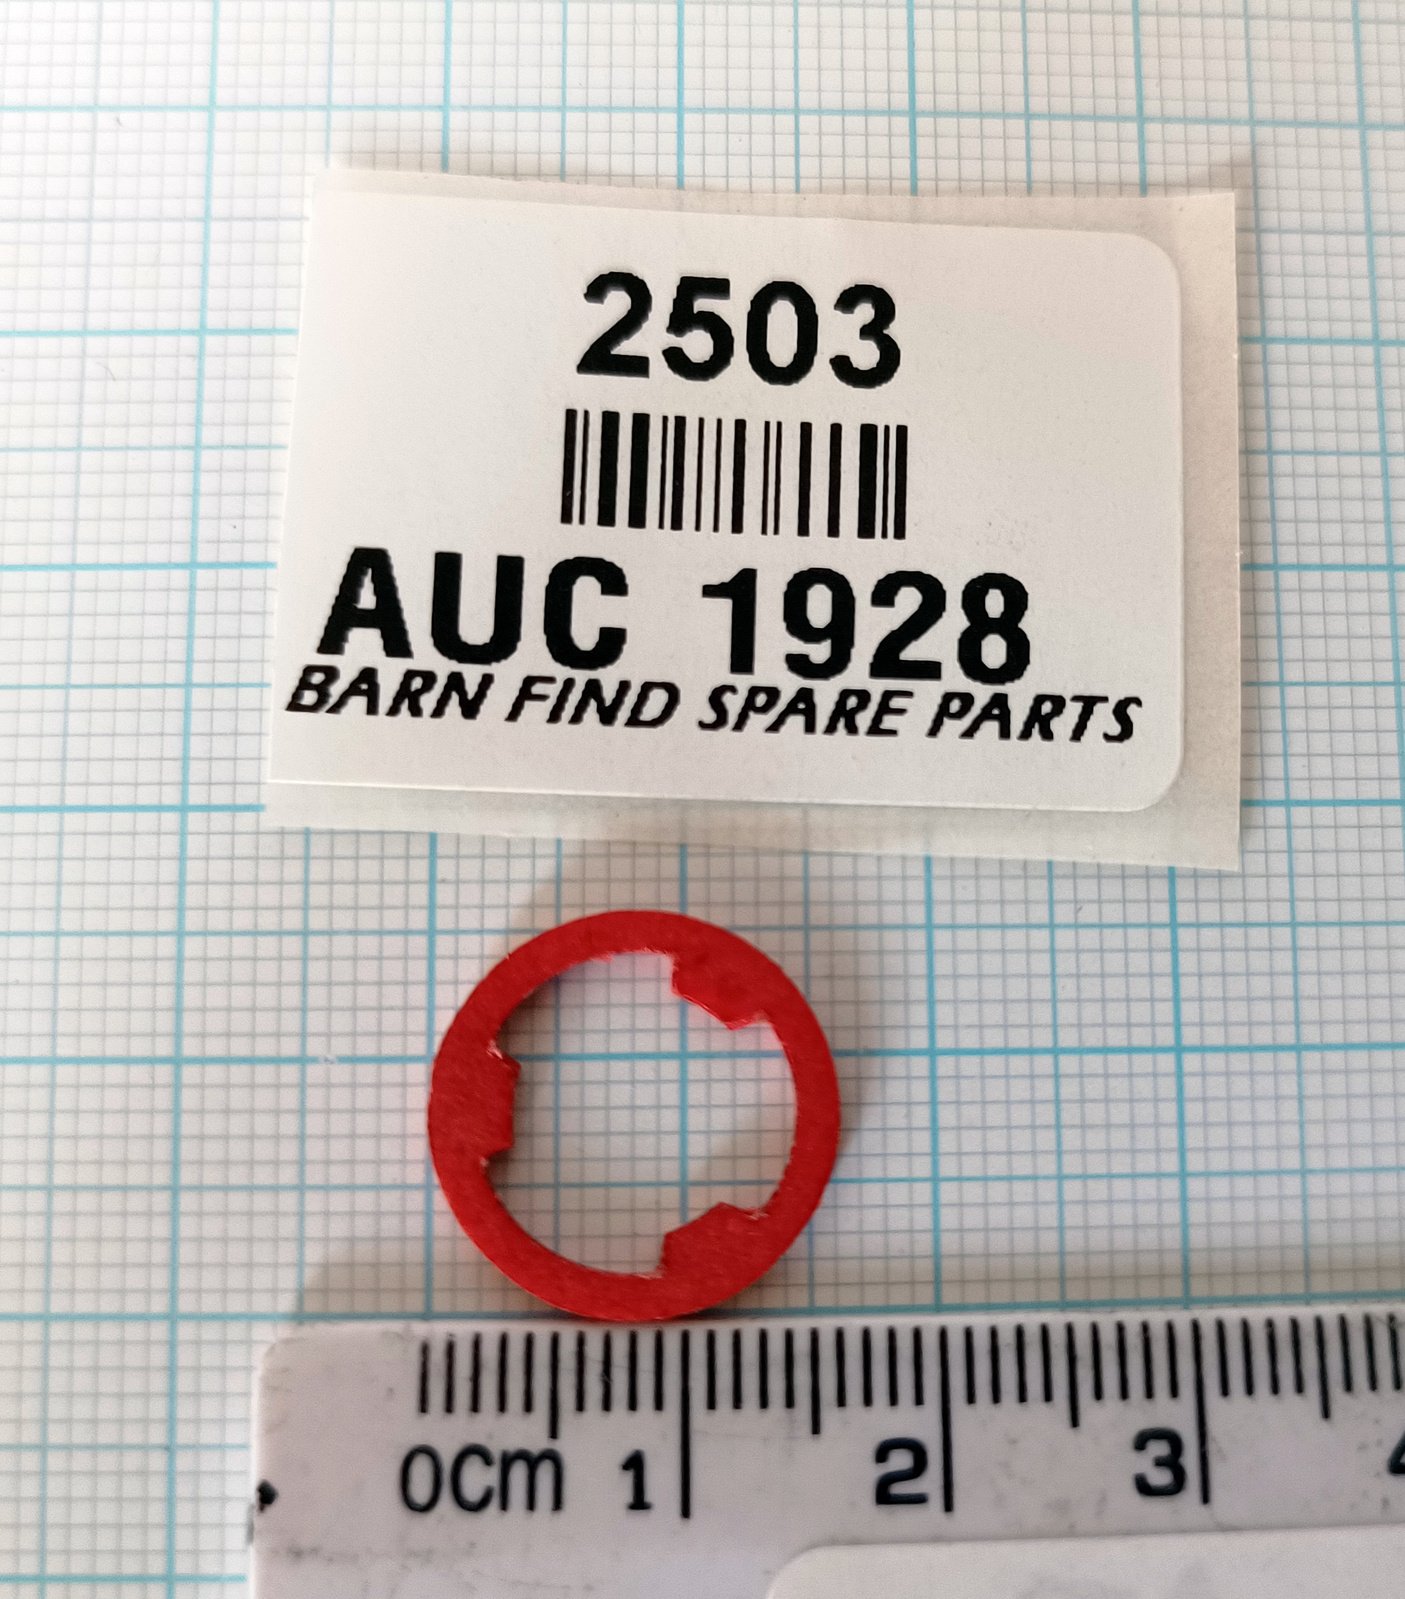 2503
AUC 1928
BARN FIND SPARE PARTS
0cm 1 2 3 4